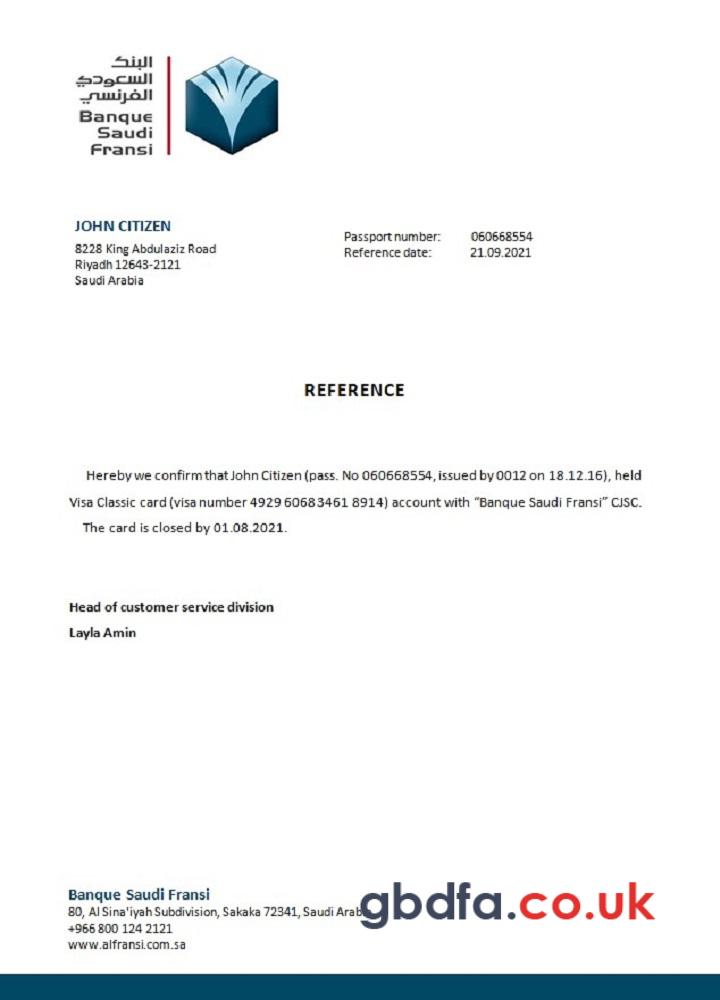 البنك
السعودي
الفرنسي
Banque
Saudi
Fransi
JOHN CITIZEN
8228 King Abdulaziz Road
Riyadh 12643-2121
Saudi Arabia
Passport number: 060668554
Reference date: 21.09.2021
REFERENCE
Hereby we confirm that John Citizen (pass. No 060668554, issued by 0012 on 18.12.16), held
Visa Classic card (visa number 4929 6068 3461 8914) account with “Banque Saudi Fransi” CJSC.
The card is closed by 01.08.2021.
Head of customer service division
Layla Amin
Banque Saudi Fransi
80, Al Sina'iyah Subdivision, Sakaka 72341, Saudi Arab
+966 800 124 2121
www.alfransi.com.sa
gbdfa.co.uk